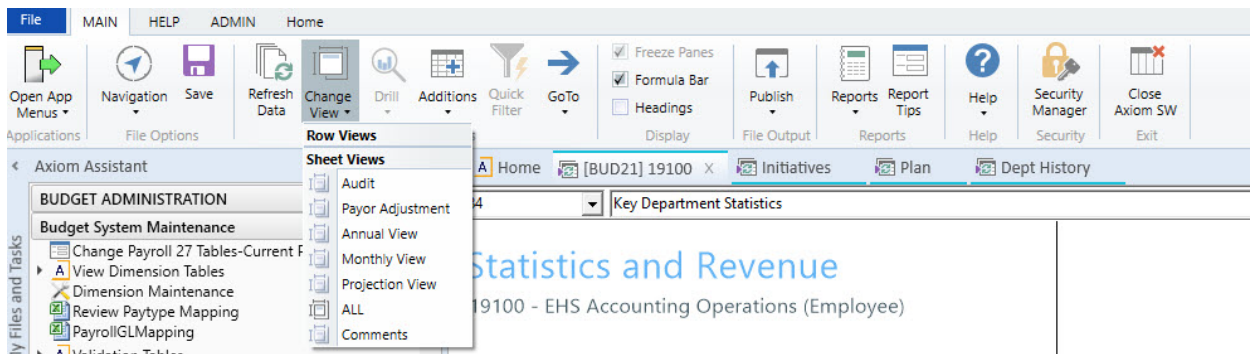 File MAIN HELP ADMIN Home
Open App Menus
Navigation
Save
Refresh Data
Change View
Drill
Additions
Quick Filter
GoTo
Freeze Panes
Formula Bar
Headings
Publish
Reports
Report Tips
Help
Security Manager
Close Axiom SW
Applications File Options Display File Output Reports Help Security Exit
Row Views
Sheet Views
Audit
Payor Adjustment
Annual View
Monthly View
Projection View
ALL
Comments
Axiom Assistant
A Home [BUD21] 19100 X Initiatives Plan Dept History
BUDGET ADMINISTRATION
Budget System Maintenance
Change Payroll 27 Tables-Current
A View Dimension Tables
Dimension Maintenance
Review Paytype Mapping
PayrollGLMapping
A Validation Tables
Files and Tasks
Key Department Statistics
Statistics and Revenue
19100 - EHS Accounting Operations (Employee)